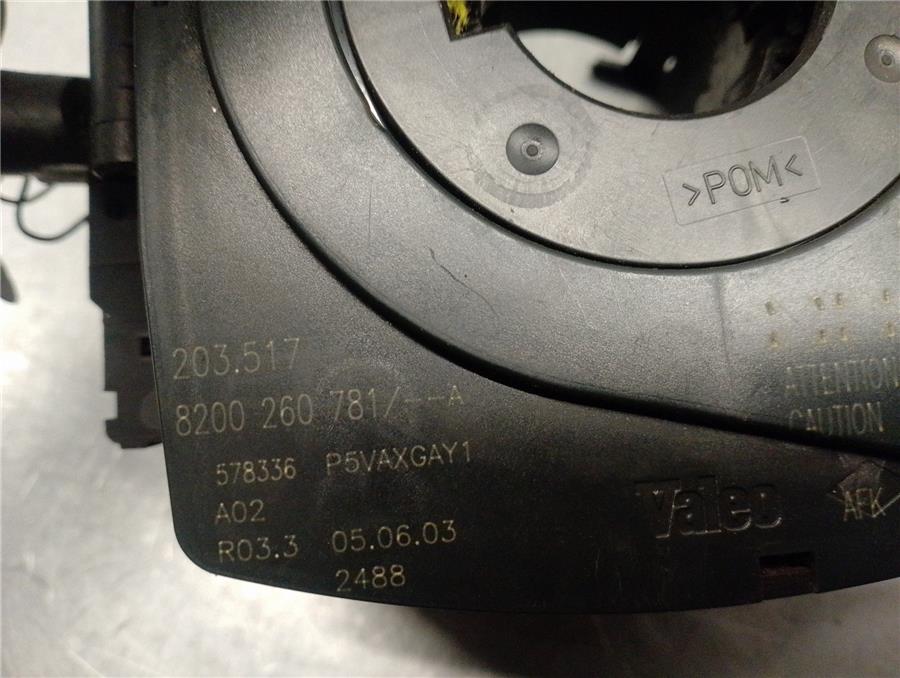 >POM<
203.517
8200 260 781/--A
ATTENTION
CAUTION
578336 P5VAXGAY1
Valeo
AFK
A02
R03.3 05.06.03
2488